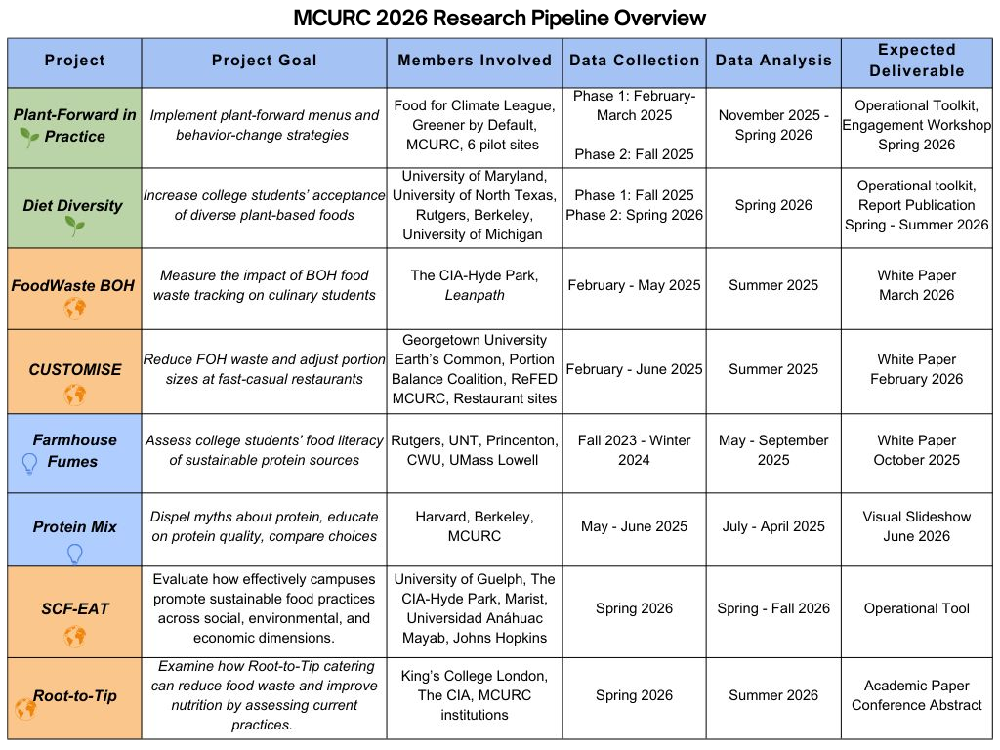 MCURC 2026 Research Pipeline Overview
Project
Project Goal
Members Involved
Data Collection
Data Analysis
Expected
Deliverable
Plant-Forward in
Practice
Implement plant-forward menus and
behavior-change strategies
Food for Climate League,
Greener by Default,
MCURC, 6 pilot sites
Phase 1: February-
March 2025
Phase 2: Fall 2025
November 2025 -
Spring 2026
Operational Toolkit,
Engagement Workshop
Spring 2026
Diet Diversity
Increase college students’ acceptance
of diverse plant-based foods
University of Maryland,
University of North Texas,
Rutgers, Berkeley,
University of Michigan
Phase 1: Fall 2025
Phase 2: Spring 2026
Spring 2026
Operational toolkit,
Report Publication
Spring - Summer 2026
FoodWaste BOH
Measure the impact of BOH food
waste tracking on culinary students
The CIA-Hyde Park,
Leanpath
February - May 2025
Summer 2025
White Paper
March 2026
CUSTOMISE
Reduce FOH waste and adjust portion
sizes at fast-casual restaurants
Georgetown University
Earth’s Common, Portion
Balance Coalition, ReFED
MCURC, Restaurant sites
February - June 2025
Summer 2025
White Paper
February 2026
Farmhouse
Fumes
Assess college students’ food literacy
of sustainable protein sources
Rutgers, UNT, Princenton,
CWU, UMass Lowell
Fall 2023 - Winter
2024
May - September
2025
White Paper
October 2025
Protein Mix
Dispel myths about protein, educate
on protein quality, compare choices
Harvard, Berkeley,
MCURC
May - June 2025
July - April 2025
Visual Slideshow
June 2026
SCF-EAT
Evaluate how effectively campuses
promote sustainable food practices
across social, environmental, and
economic dimensions.
University of Guelph, The
CIA-Hyde Park, Marist,
Universidad Anáhuac
Mayab, Johns Hopkins
Spring 2026
Spring - Fall 2026
Operational Tool
Root-to-Tip
Examine how Root-to-Tip catering
can reduce food waste and improve
nutrition by assessing current
practices.
King’s College London,
The CIA, MCURC
institutions
Spring 2026
Summer 2026
Academic Paper
Conference Abstract